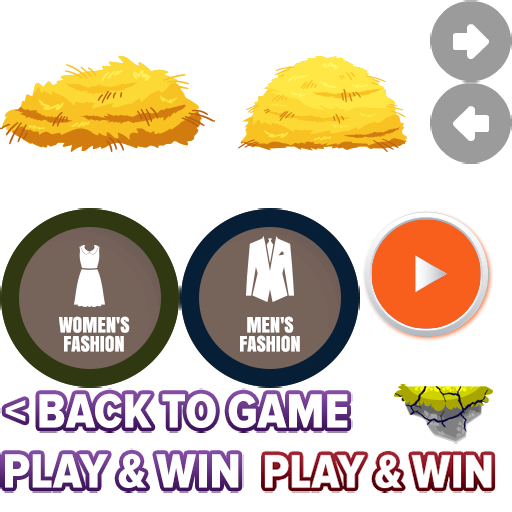 WOMEN'S
FASHION
MEN'S
FASHION
< BACK TO GAME
PLAY & WIN
PLAY & WIN